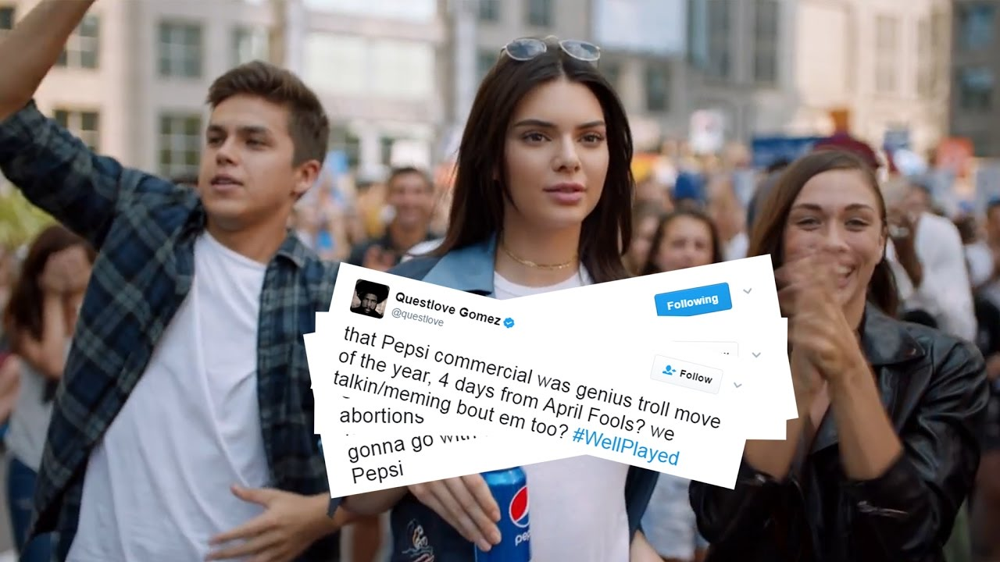 Questlove Gomez
@questlove
Following
that Pepsi commercial was genius troll move
of the year, 4 days from April Fools? we
talkin/meming bout em too? #WellPlayed
Follow
abortions
gonna go with
Pepsi
pepsi